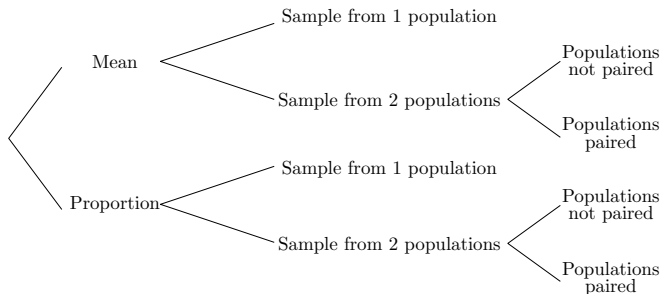 Sample from 1 population
Mean
Populations
not paired
Sample from 2 populations
Populations
paired
Sample from 1 population
Proportion
Populations
not paired
Sample from 2 populations
Populations
paired